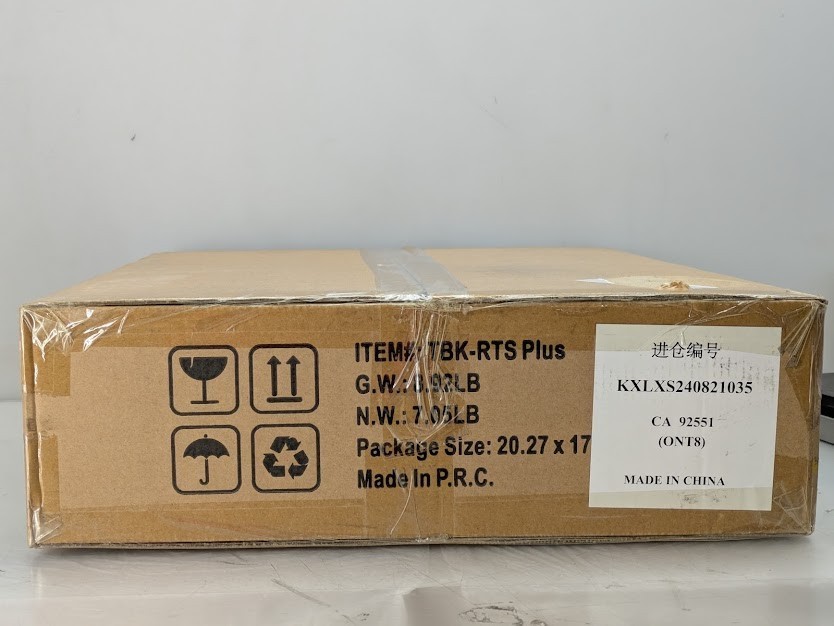 ITEM#: TBK-RTS Plus
G.W.: 8.92LB
N.W.: 7.05LB
Package Size: 20.27 x 17
Made In P.R.C.
进仓编号
KXLXS240821035
CA 92551
(ONT8)
MADE IN CHINA